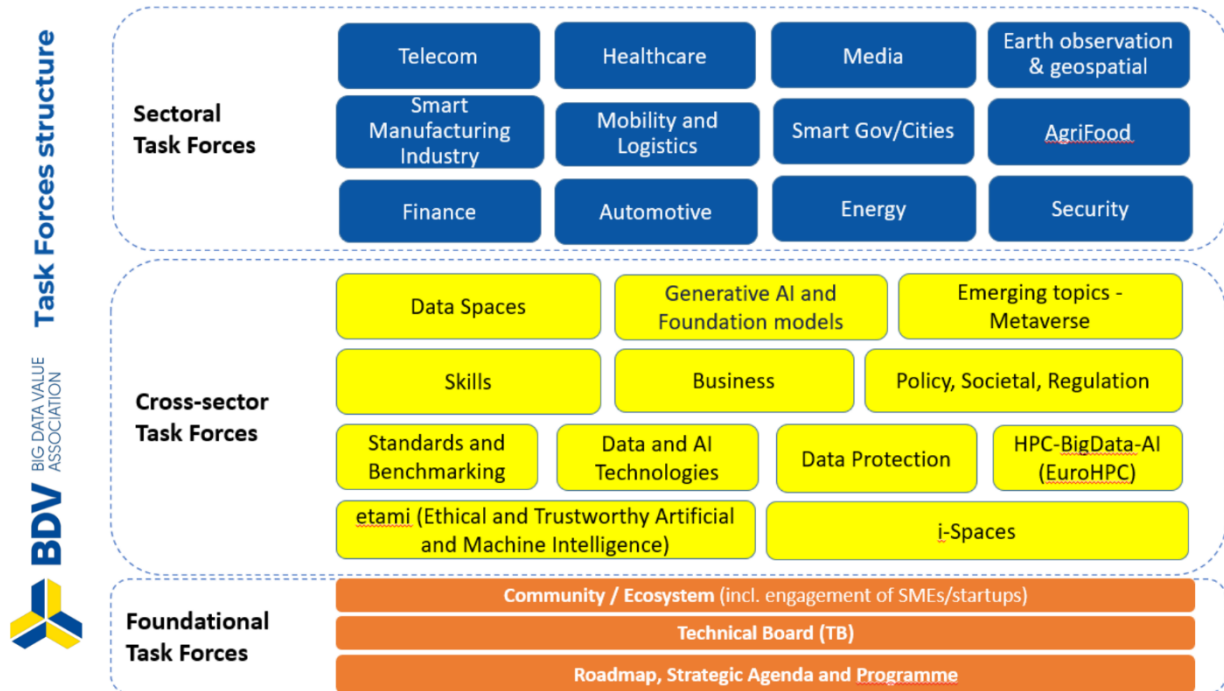 Task Forces structure
BDV
BIG DATA VALUE
ASSOCIATION
Sectoral
Task Forces
Telecom
Healthcare
Media
Earth observation
& geospatial
Smart
Manufacturing
Industry
Mobility and
Logistics
Smart Gov/Cities
AgriFood
Finance
Automotive
Energy
Security
Cross-sector
Task Forces
Data Spaces
Generative AI and
Foundation models
Emerging topics -
Metaverse
Skills
Business
Policy, Societal, Regulation
Standards and
Benchmarking
Data and AI
Technologies
Data Protection
HPC-BigData-AI
(EuroHPC)
etami (Ethical and Trustworthy Artificial
and Machine Intelligence)
i-Spaces
Foundational
Task Forces
Community / Ecosystem (incl. engagement of SMEs/startups)
Technical Board (TB)
Roadmap, Strategic Agenda and Programme